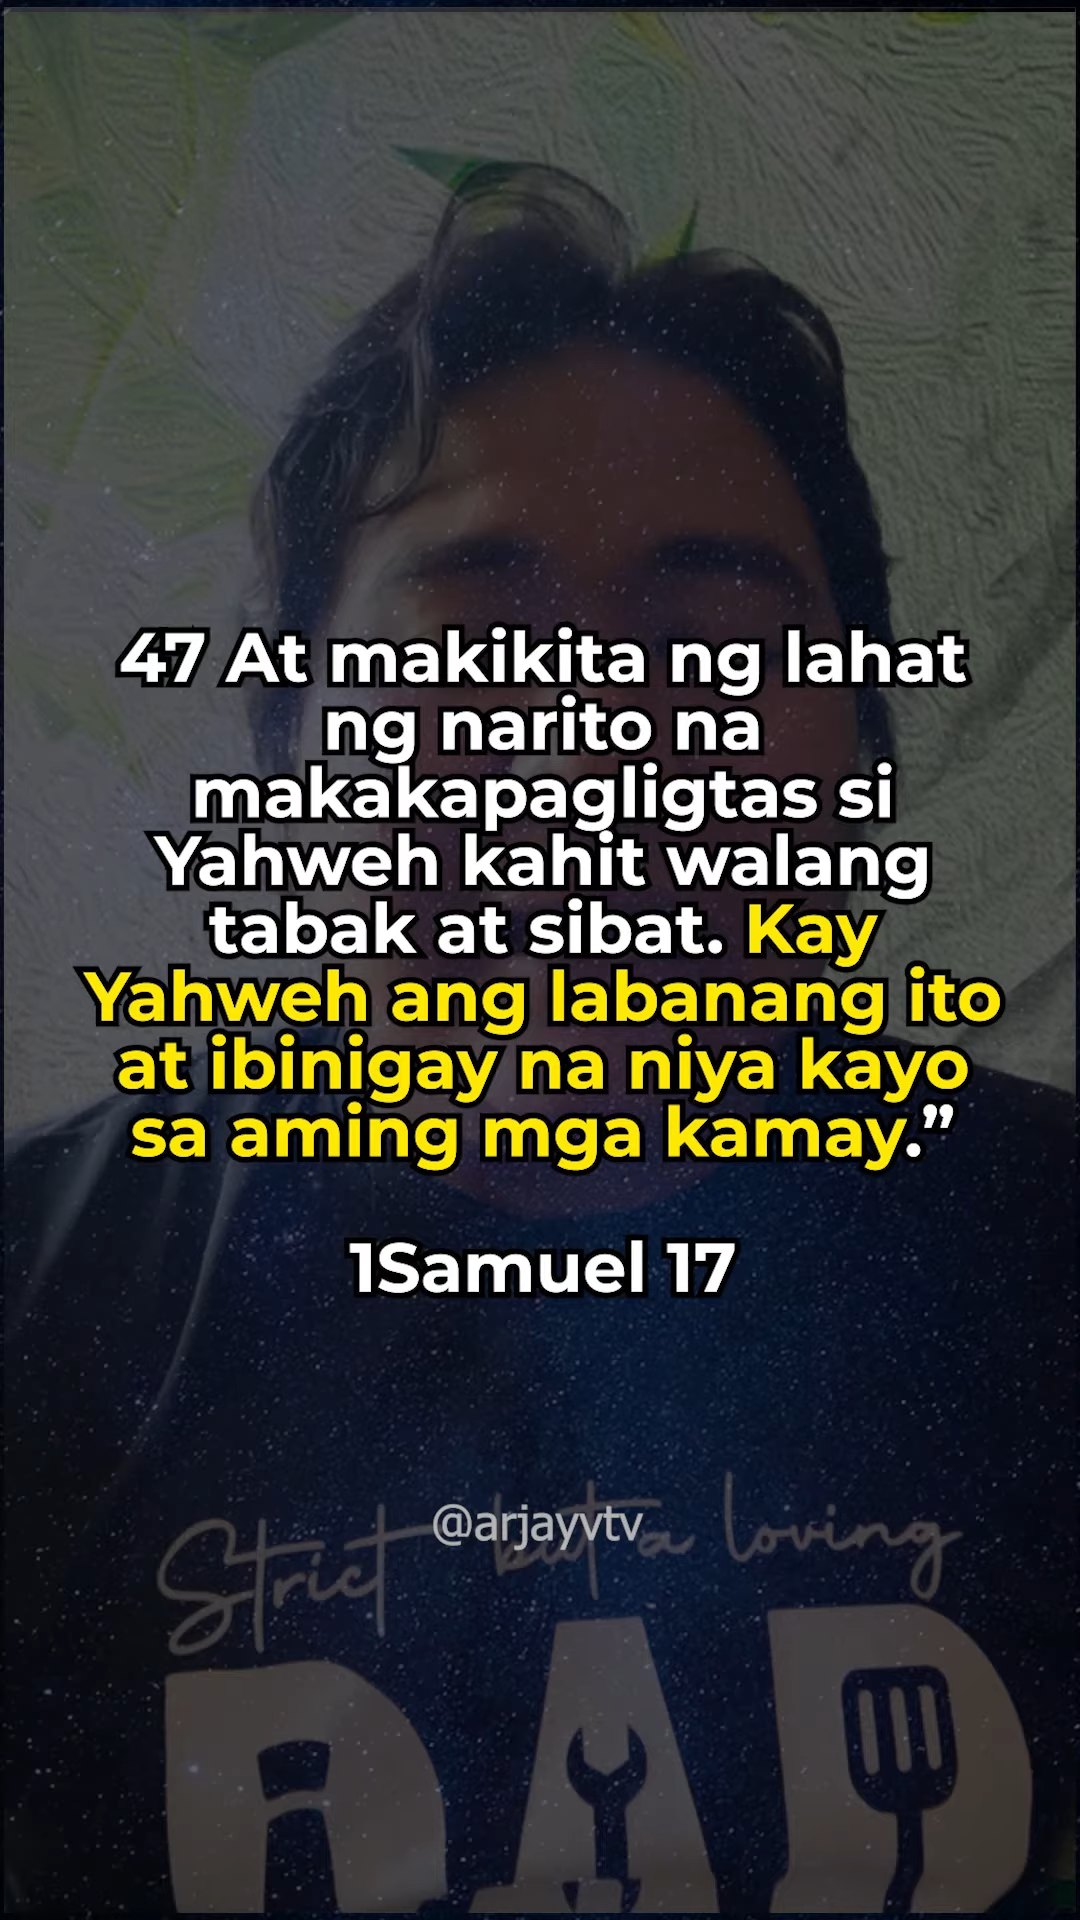 47 At makikita ng lahat
ng narito na
makakapagligtas si
Yahweh kahit walang
tabak at sibat. Kay
Yahweh ang labanang ito
at ibinigay na niya kayo
sa aming mga kamay.”
1Samuel 17
@arjayvtv
Strict but a loving
DAD